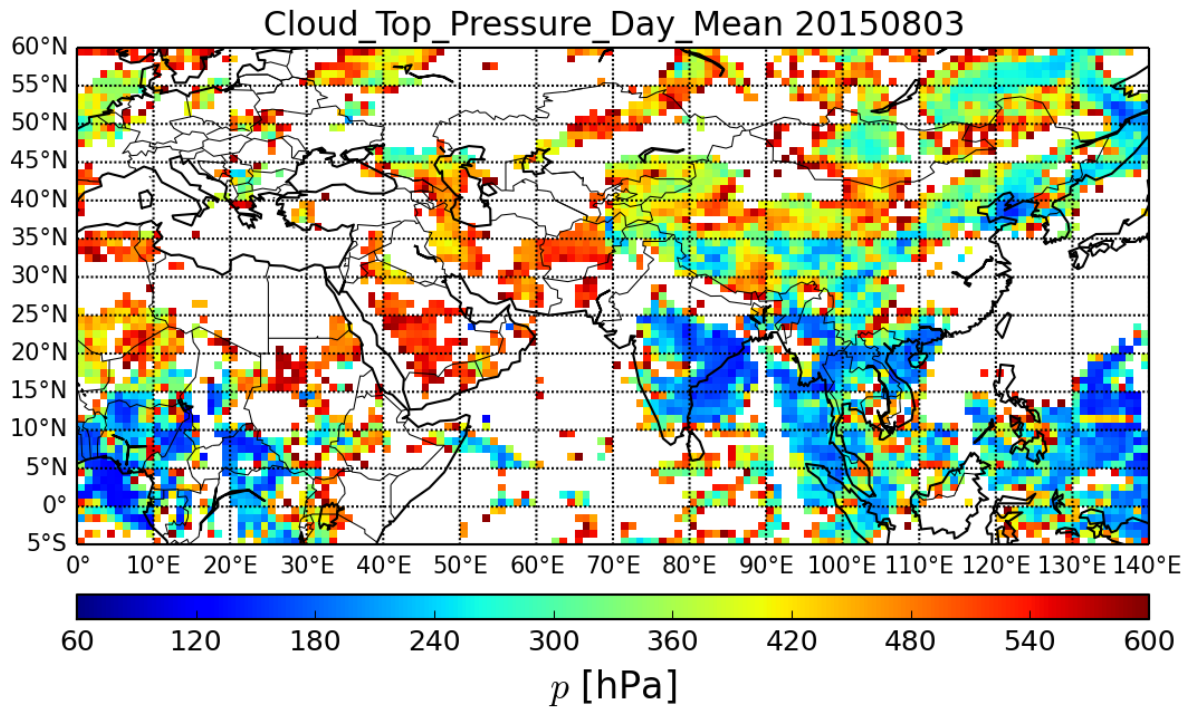 Cloud_Top_Pressure_Day_Mean 20150803
60°N
55°N
50°N
45°N
40°N
35°N
30°N
25°N
20°N
15°N
10°N
5°N
0°
5°S
0° 10°E 20°E 30°E 40°E 50°E 60°E 70°E 80°E 90°E 100°E 110°E 120°E 130°E 140°E
60 120 180 240 300 360 420 480 540 600
p [hPa]